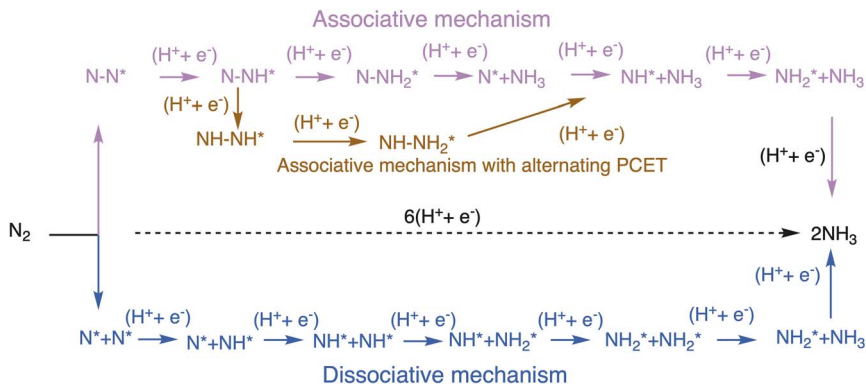 Associative mechanism
(H⁺+ e⁻) (H⁺+ e⁻) (H⁺+ e⁻) (H⁺+ e⁻) (H⁺+ e⁻)
N-N* N-NH* N-NH₂* N*+NH₃ NH*+NH₃ NH₂*+NH₃
(H⁺+ e⁻)
(H⁺+ e⁻)
NH-NH* NH-NH₂* (H⁺+ e⁻)
Associative mechanism with alternating PCET
(H⁺+ e⁻)
6(H⁺+ e⁻)
N₂ 2NH₃
(H⁺+ e⁻)
(H⁺+ e⁻) (H⁺+ e⁻) (H⁺+ e⁻) (H⁺+ e⁻) (H⁺+ e⁻)
N*+N* N*+NH* NH*+NH* NH*+NH₂* NH₂*+NH₂* NH₂*+NH₃
Dissociative mechanism